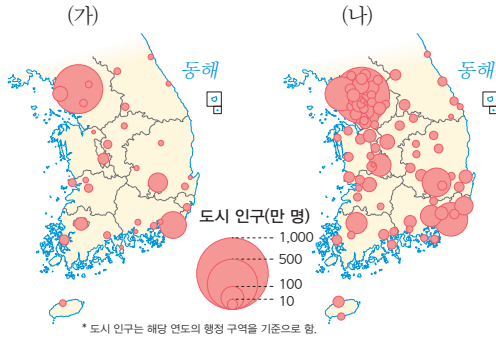 (가)
(나)
동해
동해
도시 인구(만 명)
1,000
500
100
10
* 도시 인구는 해당 연도의 행정 구역을 기준으로 함.